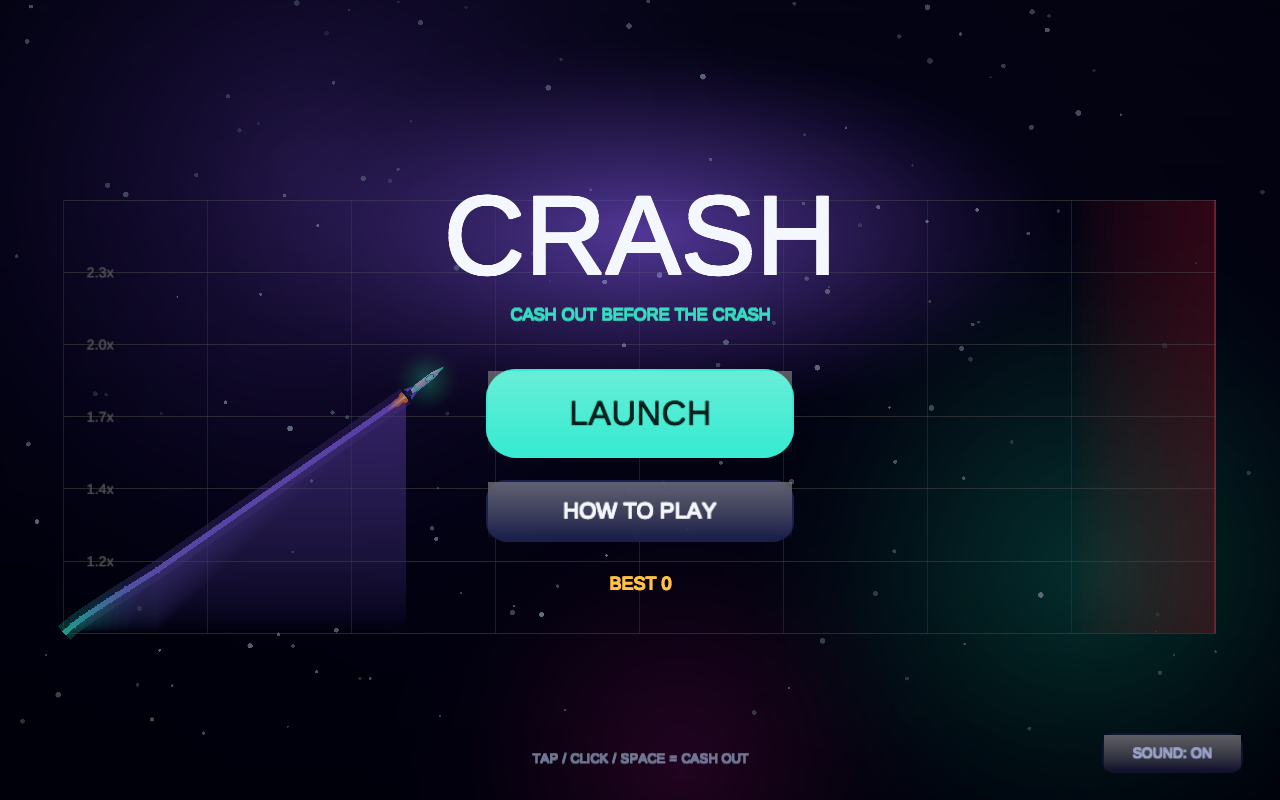 CRASH
CASH OUT BEFORE THE CRASH
2.3x
2.0x
1.7x
1.4x
1.2x
LAUNCH
HOW TO PLAY
BEST 0
TAP / CLICK / SPACE = CASH OUT
SOUND: ON